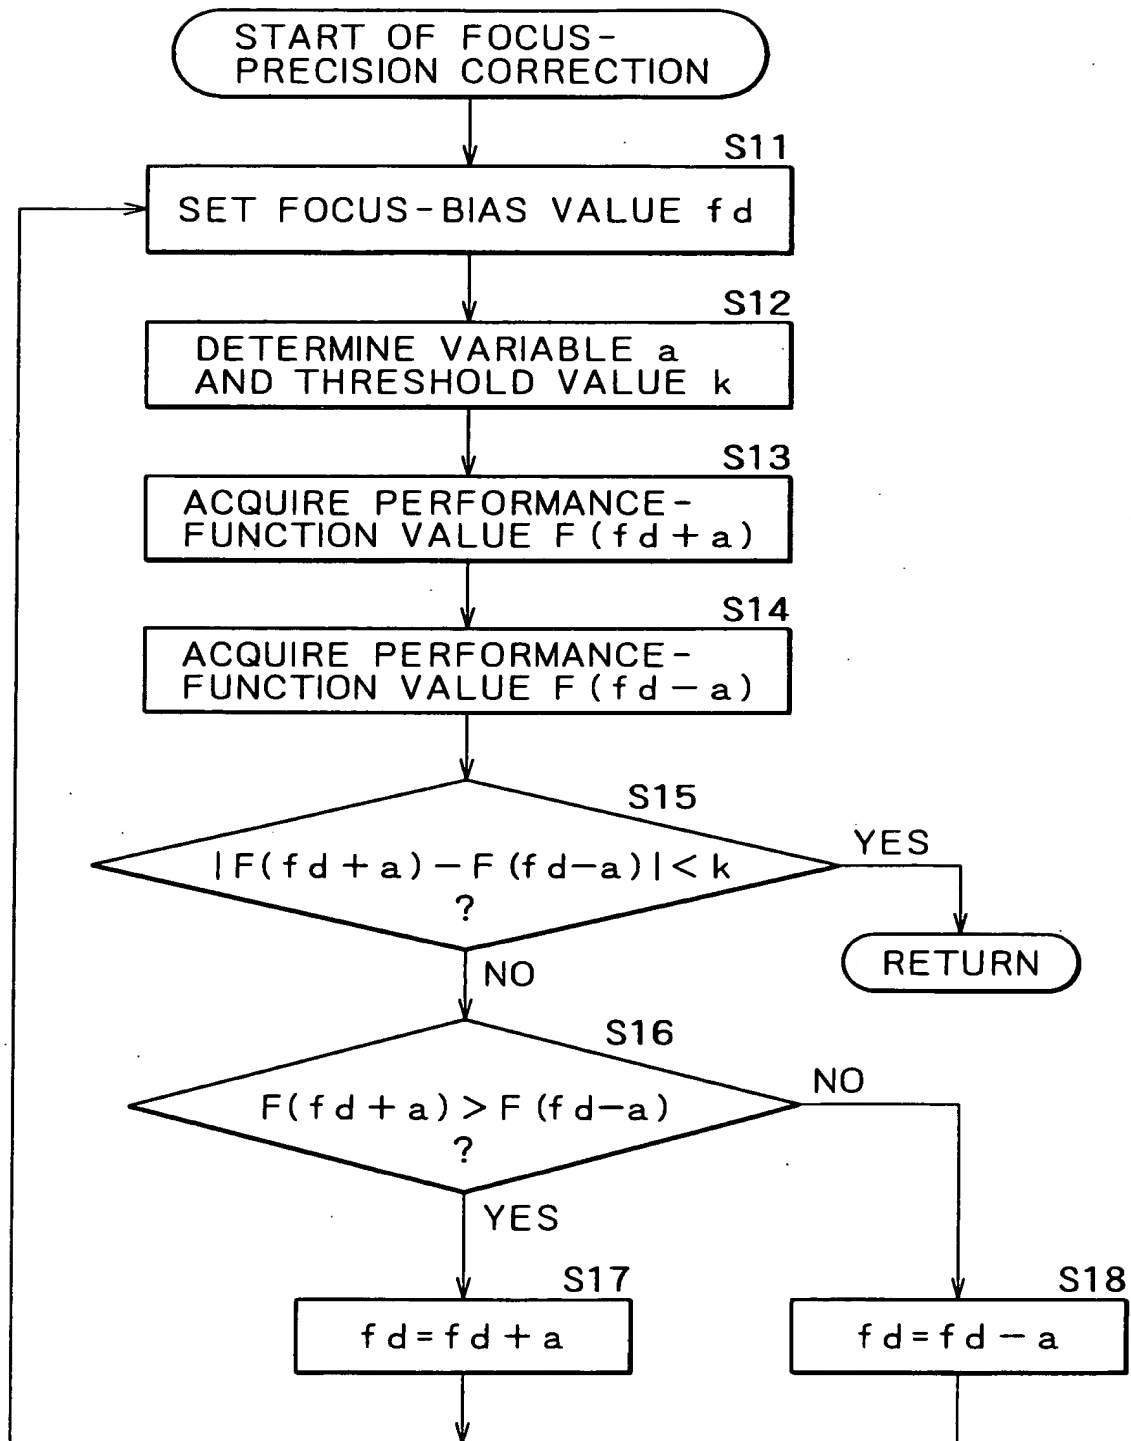 START OF FOCUS-
PRECISION CORRECTION
S11
SET FOCUS-BIAS VALUE fd
S12
DETERMINE VARIABLE a
AND THRESHOLD VALUE k
S13
ACQUIRE PERFORMANCE-
FUNCTION VALUE F(fd+a)
S14
ACQUIRE PERFORMANCE-
FUNCTION VALUE F(fd-a)
S15
|F(fd+a)-F(fd-a)|<k
?
YES
RETURN
NO
S16
F(fd+a)>F(fd-a)
?
NO
YES
S17
fd=fd+a
S18
fd=fd-a